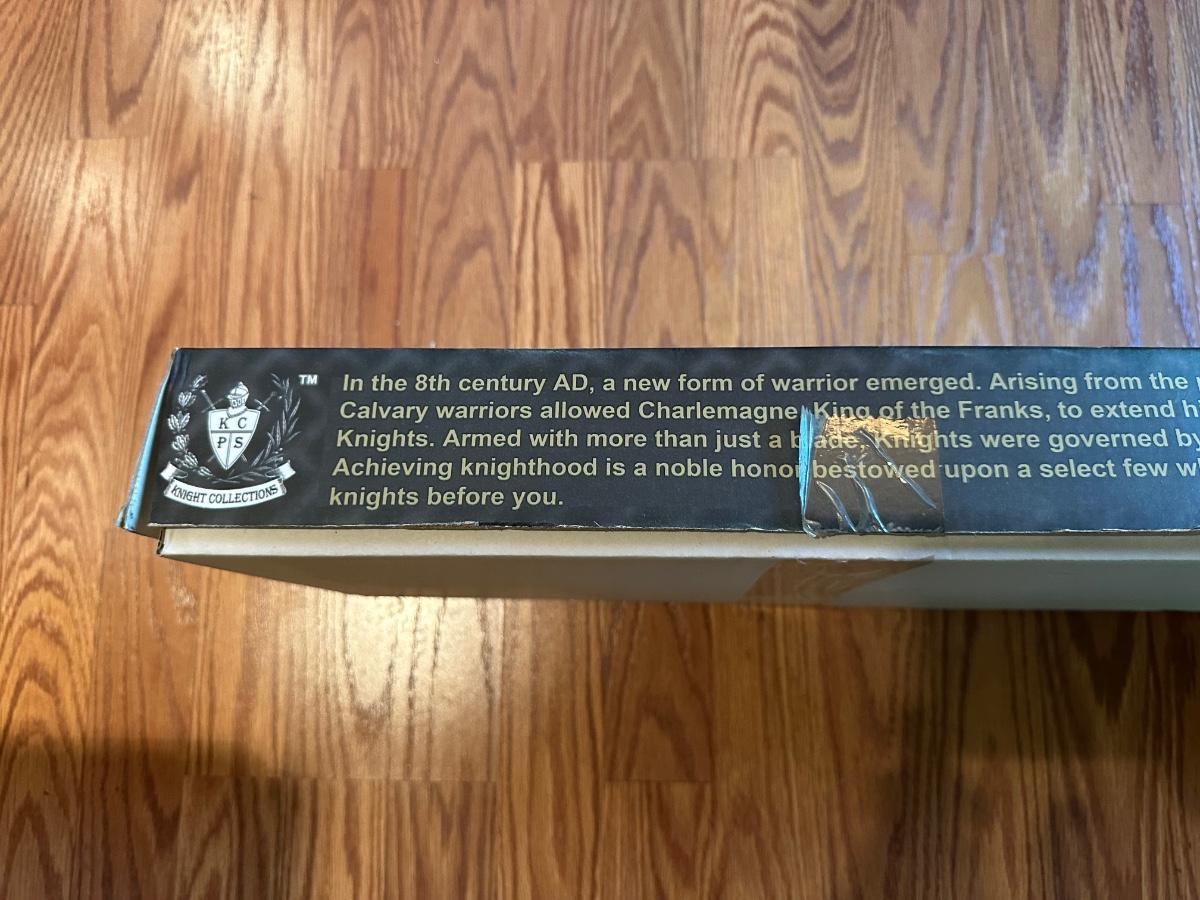 K C
P S
KNIGHT COLLECTIONS
TM
In the 8th century AD, a new form of warrior emerged. Arising from the
Calvary warriors allowed Charlemagne, King of the Franks, to extend h
Knights. Armed with more than just a blade, Knights were governed by
Achieving knighthood is a noble honor bestowed upon a select few w
knights before you.